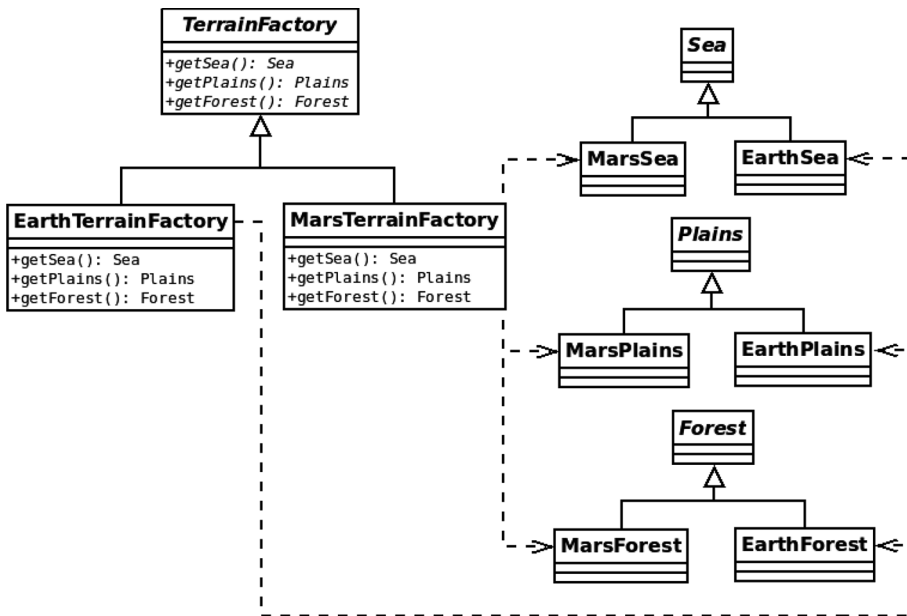 TerrainFactory
+getSea(): Sea
+getPlains(): Plains
+getForest(): Forest
EarthTerrainFactory
+getSea(): Sea
+getPlains(): Plains
+getForest(): Forest
MarsTerrainFactory
+getSea(): Sea
+getPlains(): Plains
+getForest(): Forest
Sea
MarsSea
EarthSea
Plains
MarsPlains
EarthPlains
Forest
MarsForest
EarthForest